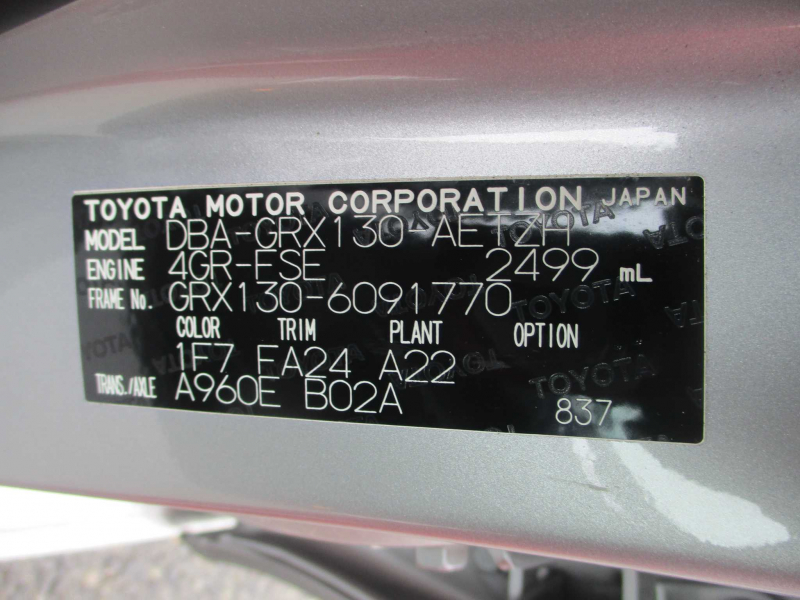 TOYOTA MOTOR CORPORATION JAPAN
MODEL DBA-GRX130 AETZH
ENGINE 4GR-FSE 2499 mL
FRAME No. GRX130-6091770
COLOR TRIM PLANT OPTION
1F7 FA24 A22
TRANS./AXLE A960E B02A
837